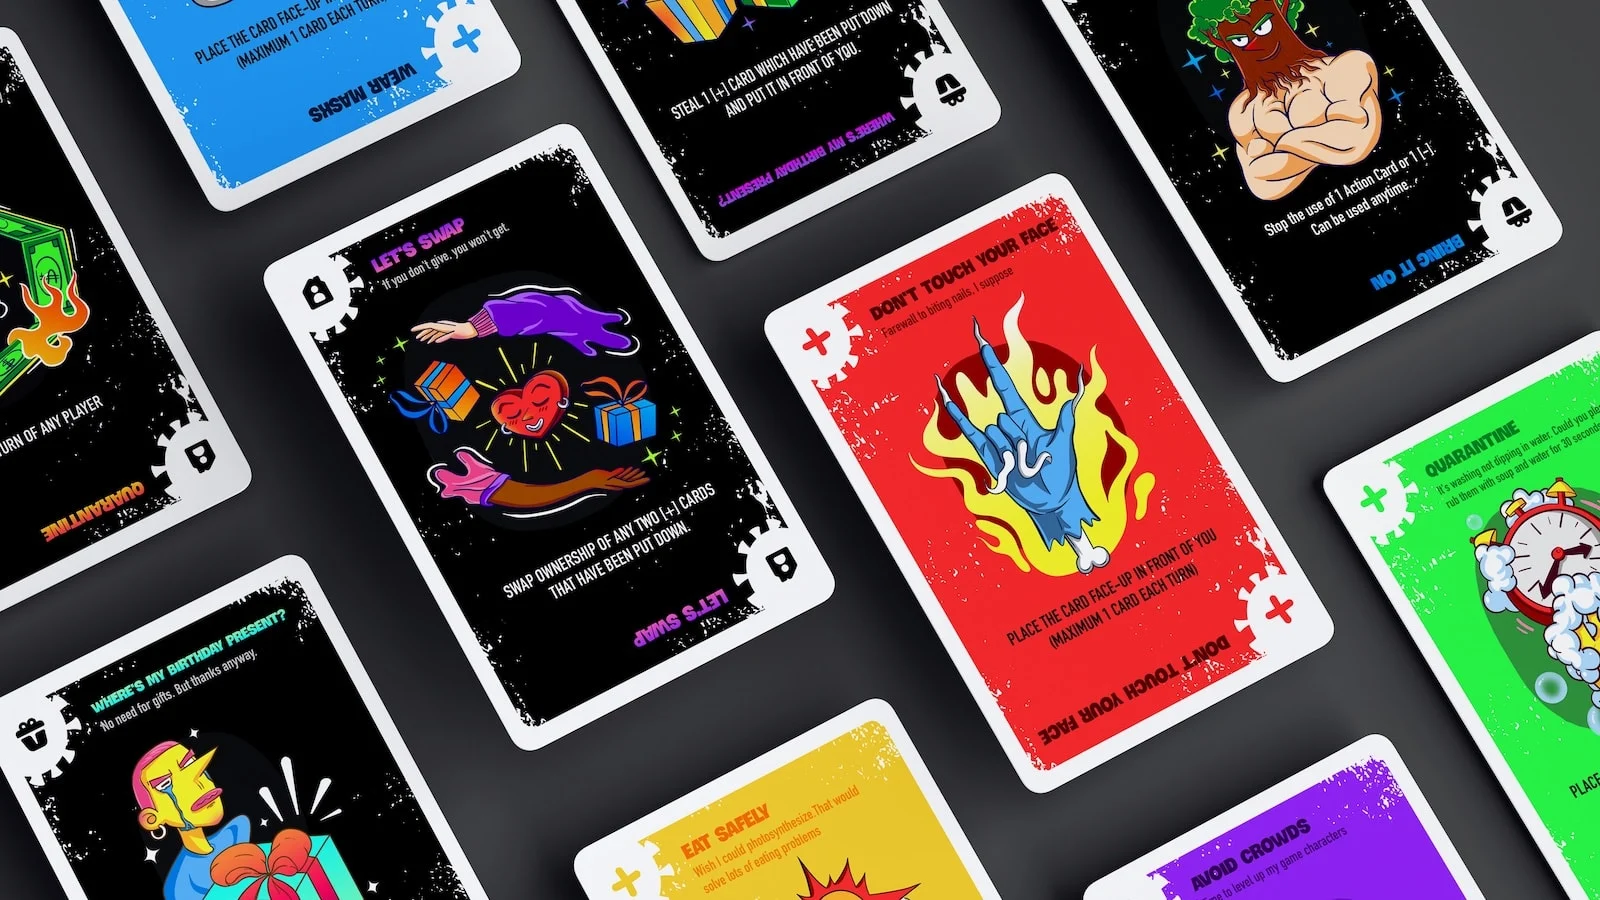 PLACE THE CARD FACE-UP IN
(MAXIMUM 1 CARD EACH TURN)
WEAR MASKS
STEAL 1 [+] CARD WHICH HAVE BEEN PUT DOWN
AND PUT IT IN FRONT OF YOU.
WHERE'S MY BIRTHDAY PRESENT?
Stop the use of 1 Action Card or 1 [-].
Can be used anytime.
BRING IT ON
TURN OF ANY PLAYER
QUARANTINE
LET'S SWAP
If you don't give, you won't get.
SWAP OWNERSHIP OF ANY TWO [+] CARDS
THAT HAVE BEEN PUT DOWN.
LET'S SWAP
DON'T TOUCH YOUR FACE
Farewall to biting nails, I suppose
PLACE THE CARD FACE-UP IN FRONT OF YOU
(MAXIMUM 1 CARD EACH TURN)
DON'T TOUCH YOUR FACE
QUARANTINE
It's washing not dipping in water. Could you
rub them with soup and water for 30 seconds
PLACE
WHERE'S MY BIRTHDAY PRESENT?
No need for gifts. But thanks anyway.
EAT SAFELY
Wish I could photosynthesize.That would
solve lots of eating problems
AVOID CROWDS
to level up my game characters